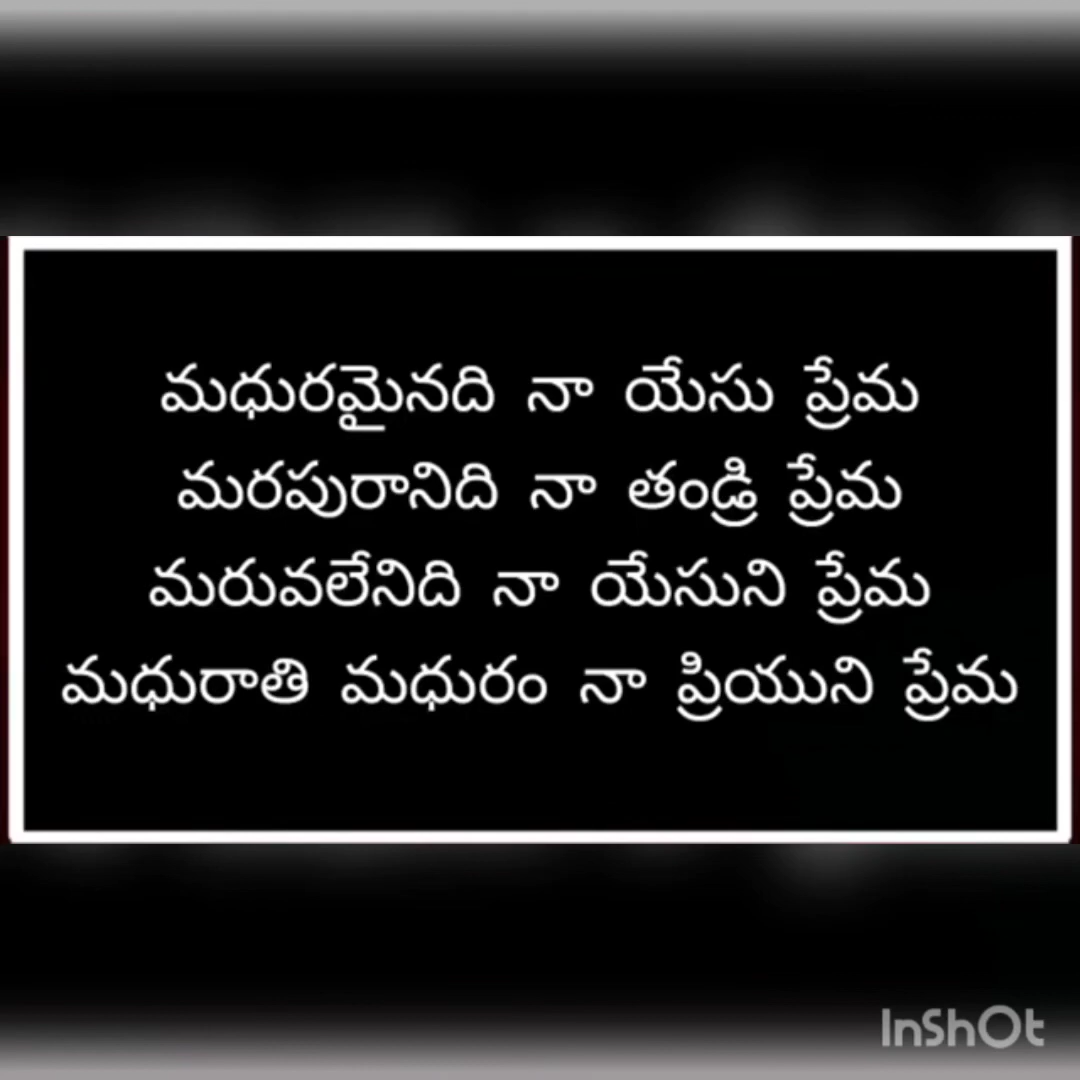 మధురమైనది నా యేసు ప్రేమ
మరపురానిది నా తండ్రి ప్రేమ
మరువలేనిది నా యేసుని ప్రేమ
మధురాతి మధురం నా ప్రియుని ప్రేమ
InShOt